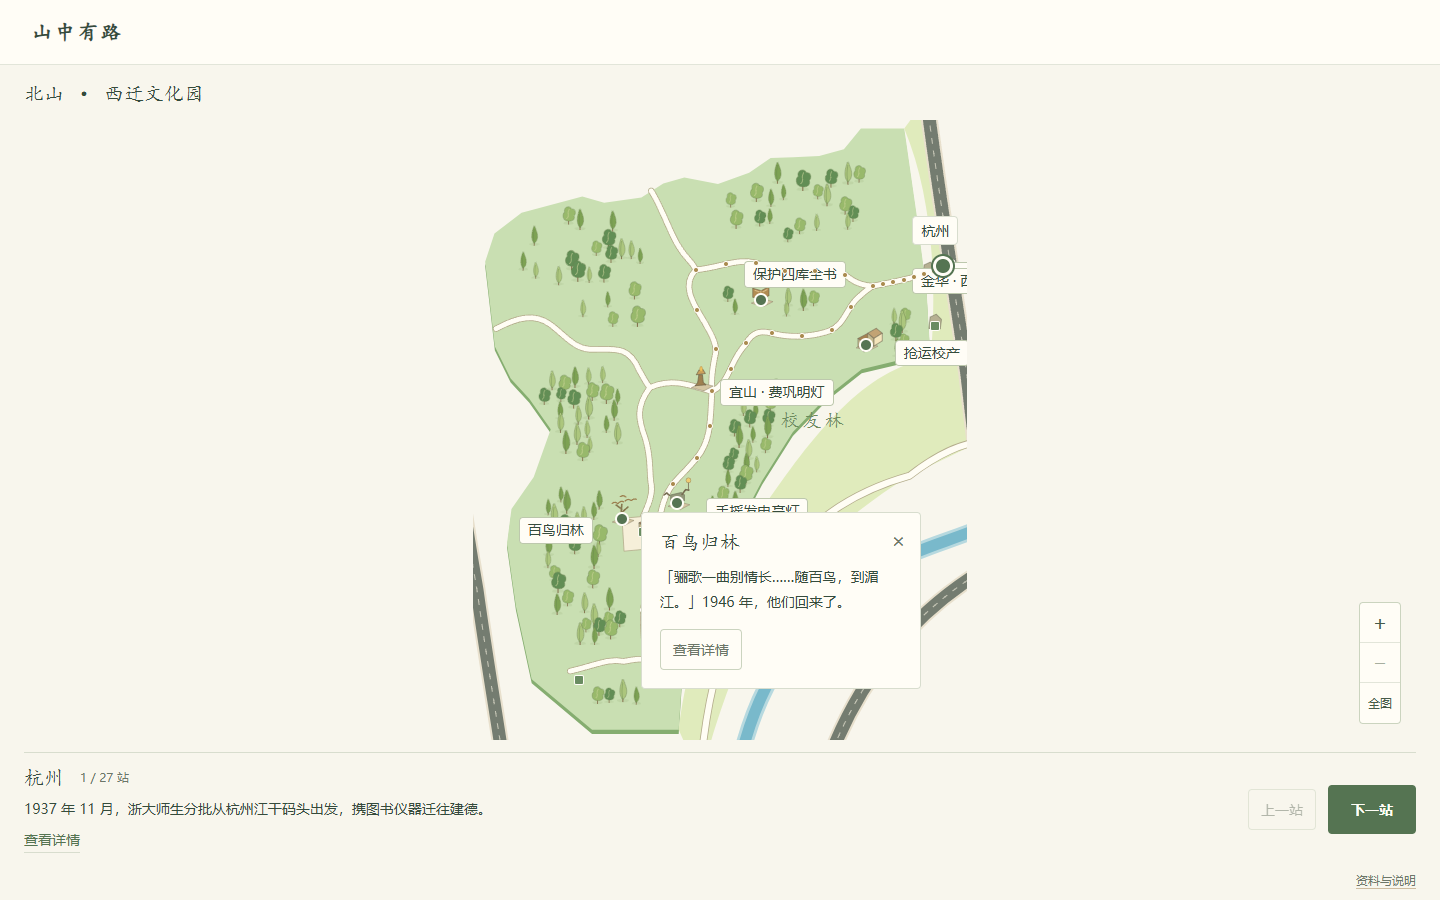 山中有路
北山 • 西迁文化园
杭州
保护四库全书
金华 · 西
抢运校产
宜山 · 费巩明灯
校友林
手摇发电亮灯
百鸟归林
百鸟归林 ×
「骊歌一曲别情长……随百鸟，到湄
江。」1946 年，他们回来了。
查看详情
+
−
全图
杭州 1 / 27 站
1937 年 11 月，浙大师生分批从杭州江干码头出发，携图书仪器迁往建德。
查看详情
上一站
下一站
资料与说明